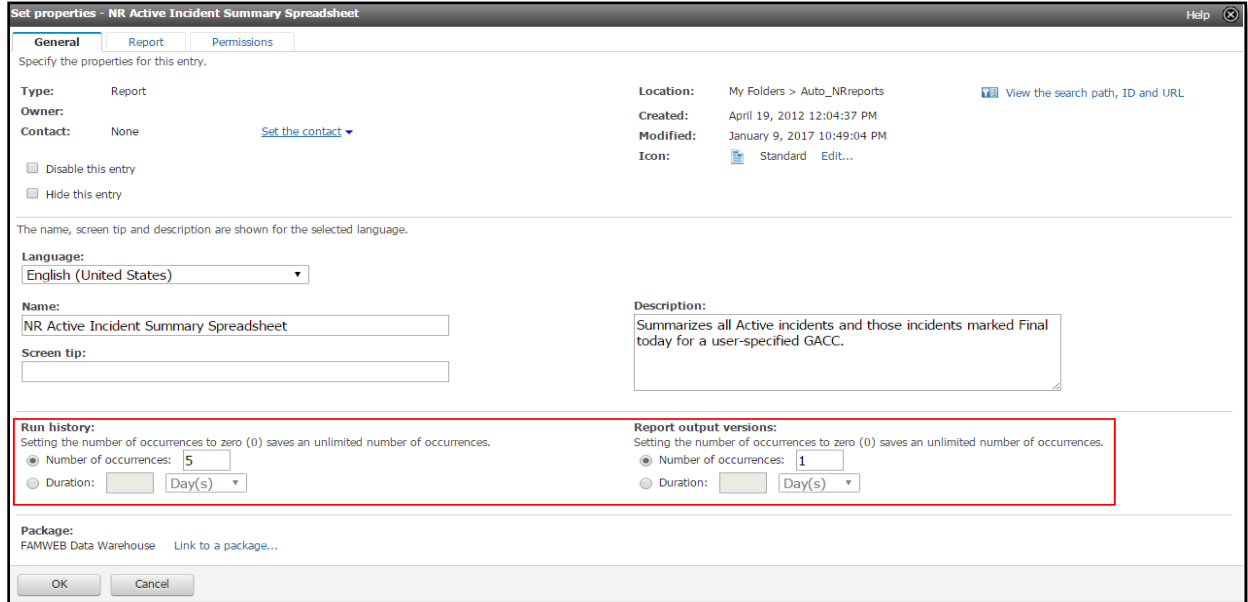 Set properties - NR Active Incident Summary Spreadsheet Help
General Report Permissions
Specify the properties for this entry.
Type: Report Location: My Folders > Auto_NRreports View the search path, ID and URL
Owner: Created: April 19, 2012 12:04:37 PM
Contact: None Set the contact Modified: January 9, 2017 10:49:04 PM
Icon: Standard Edit...
Disable this entry
Hide this entry
The name, screen tip and description are shown for the selected language.
Language:
English (United States)
Name: Description:
NR Active Incident Summary Spreadsheet Summarizes all Active incidents and those incidents marked Final
today for a user-specified GACC.
Screen tip:
Run history: Report output versions:
Setting the number of occurrences to zero (0) saves an unlimited number of occurrences. Setting the number of occurrences to zero (0) saves an unlimited number of occurrences.
Number of occurrences: 5 Number of occurrences: 1
Duration: Day(s) Duration: Day(s)
Package:
FAMWEB Data Warehouse Link to a package...
OK Cancel